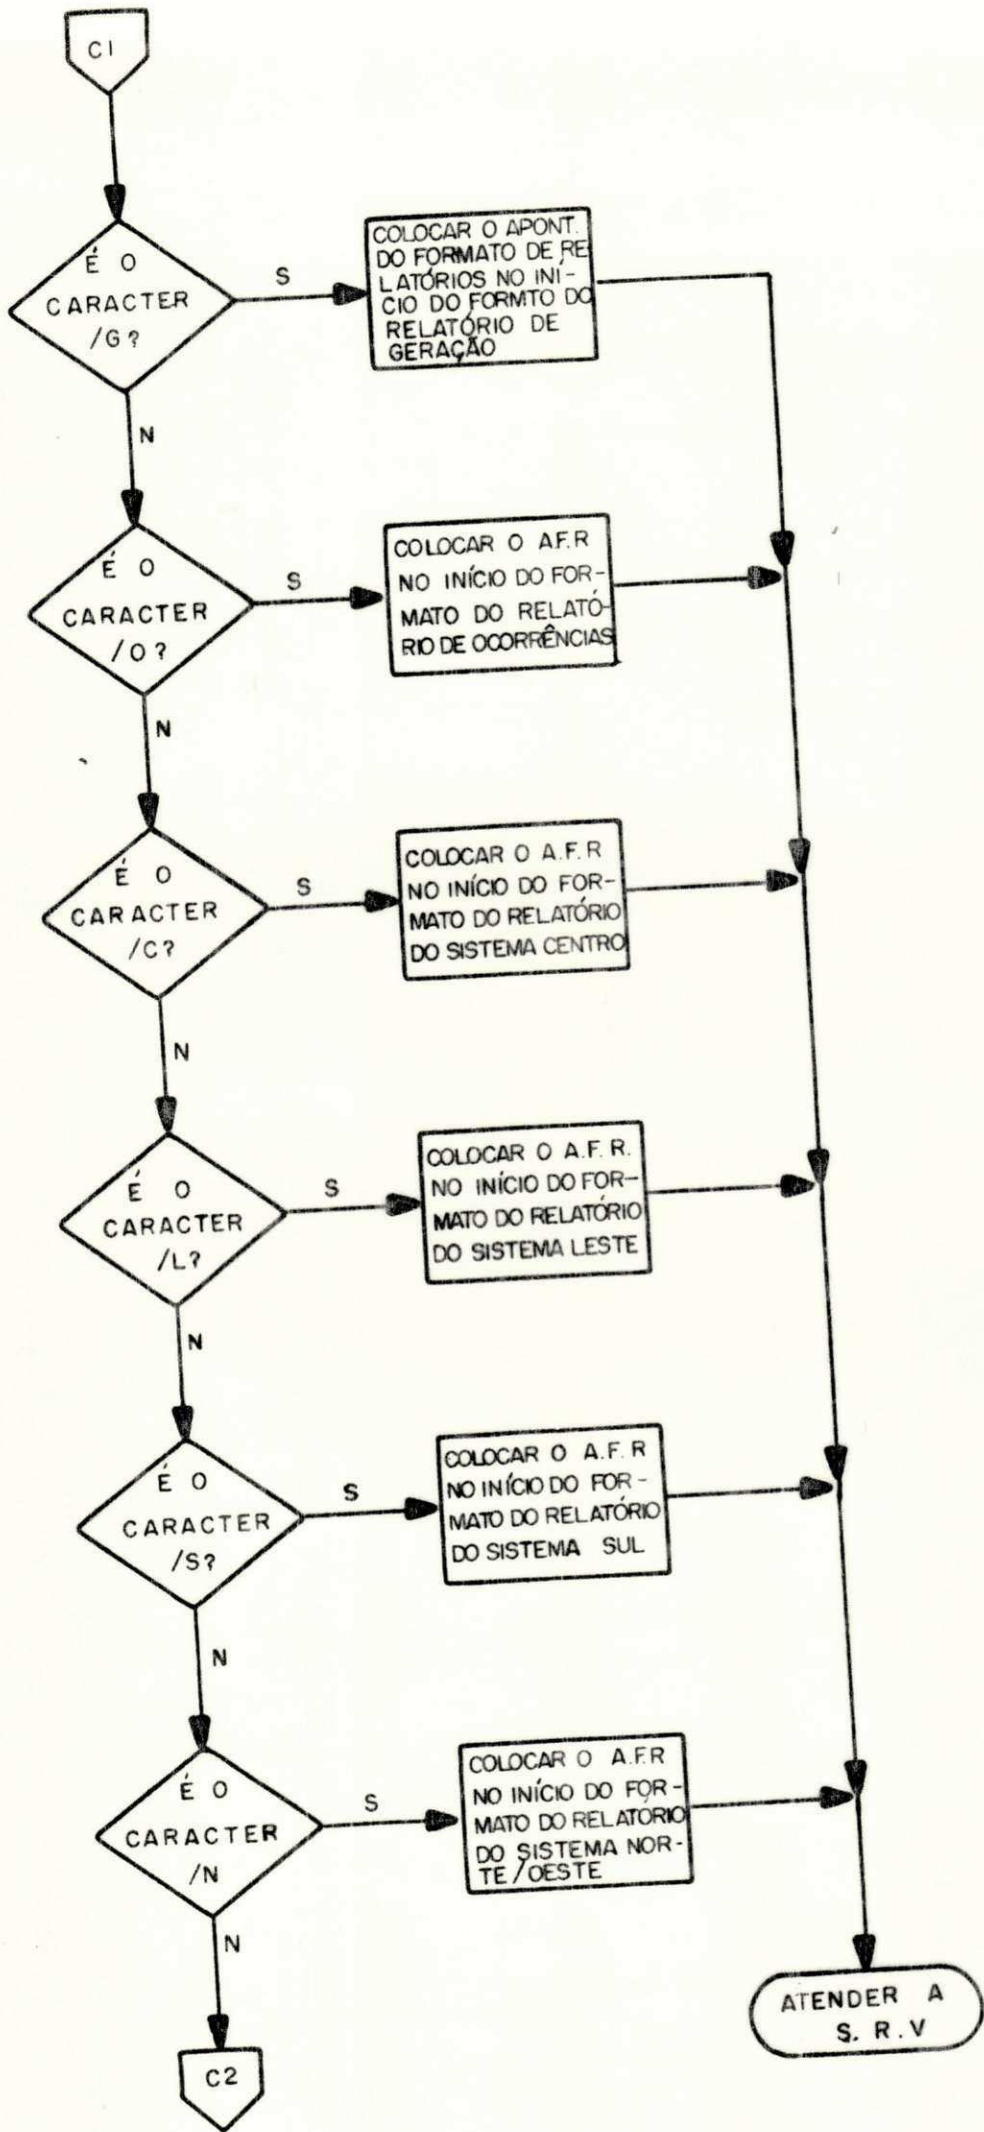 C1
É O
CARACTER
/G?
S
COLOCAR O APONT.
DO FORMATO DE RE
LATÓRIOS NO INÍ-
CIO DO FORMTO DO
RELATÓRIO DE
GERAÇÃO
N
É O
CARACTER
/O?
S
COLOCAR O A.F.R
NO INÍCIO DO FOR-
MATO DO RELATÓ-
RIO DE OCORRÊNCIAS
N
É O
CARACTER
/C?
S
COLOCAR O A.F.R
NO INÍCIO DO FOR-
MATO DO RELATÓRIO
DO SISTEMA CENTRO
N
É O
CARACTER
/L?
S
COLOCAR O A.F.R.
NO INÍCIO DO FOR-
MATO DO RELATÓRIO
DO SISTEMA LESTE
N
É O
CARACTER
/S?
S
COLOCAR O A.F.R
NO INÍCIO DO FOR-
MATO DO RELATÓRIO
DO SISTEMA SUL
N
É O
CARACTER
/N
S
COLOCAR O A.F.R
NO INÍCIO DO FOR-
MATO DO RELATORIO
DO SISTEMA NOR-
TE/OESTE
N
C2
ATENDER A
S.R.V